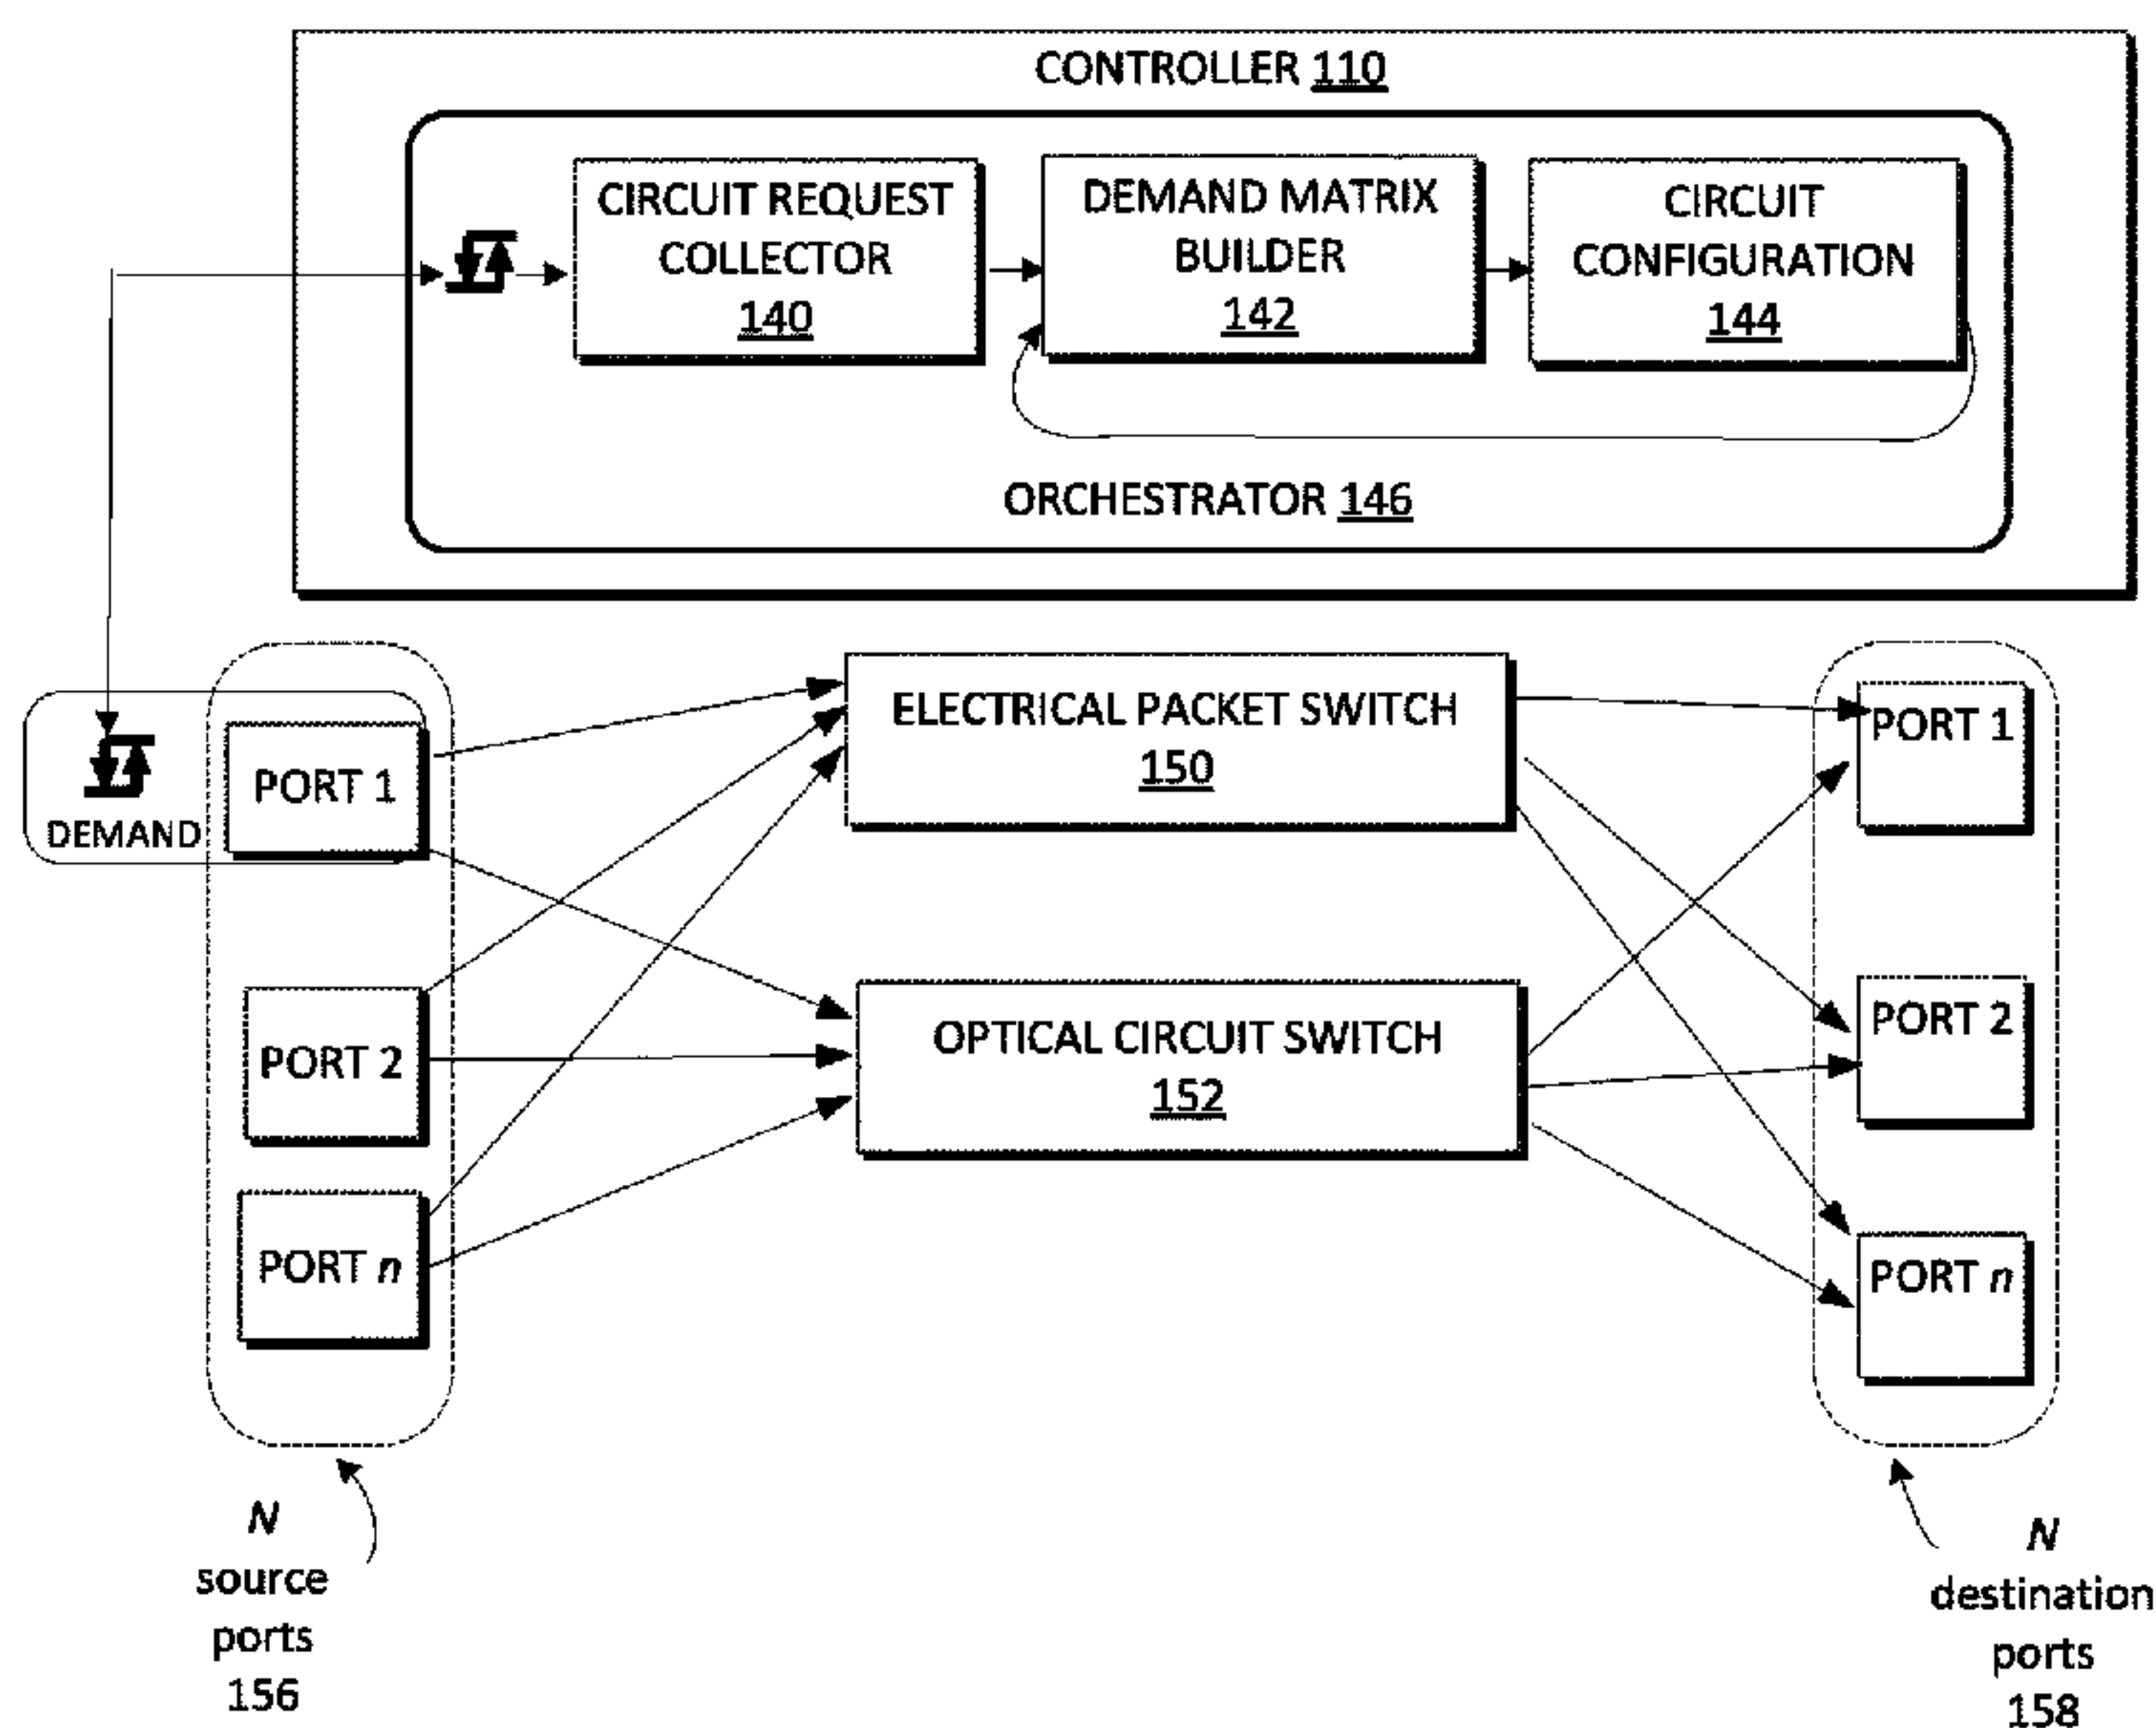 CONTROLLER 110
CIRCUIT REQUEST
COLLECTOR
140
DEMAND MATRIX
BUILDER
142
CIRCUIT
CONFIGURATION
144
ORCHESTRATOR 146
DEMAND
PORT 1
PORT 2
PORT n
ELECTRICAL PACKET SWITCH
150
OPTICAL CIRCUIT SWITCH
152
PORT 1
PORT 2
PORT n
N
source
ports
156
N
destination
ports
158